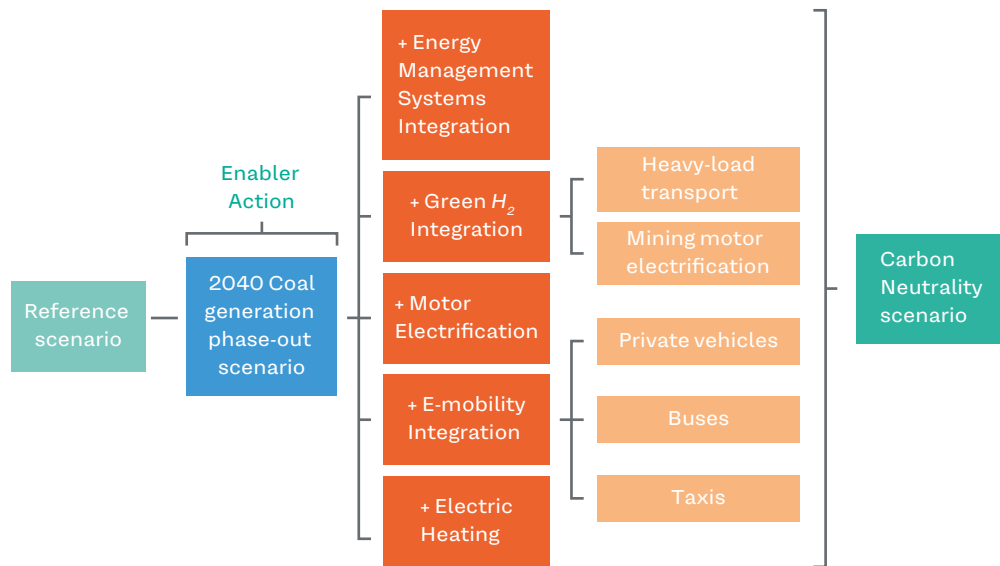 Reference
scenario
Enabler
Action
2040 Coal
generation
phase-out
scenario
+ Energy
Management
Systems
Integration
+ Green H₂
Integration
+ Motor
Electrification
+ E-mobility
Integration
+ Electric
Heating
Heavy-load
transport
Mining motor
electrification
Private vehicles
Buses
Taxis
Carbon
Neutrality
scenario